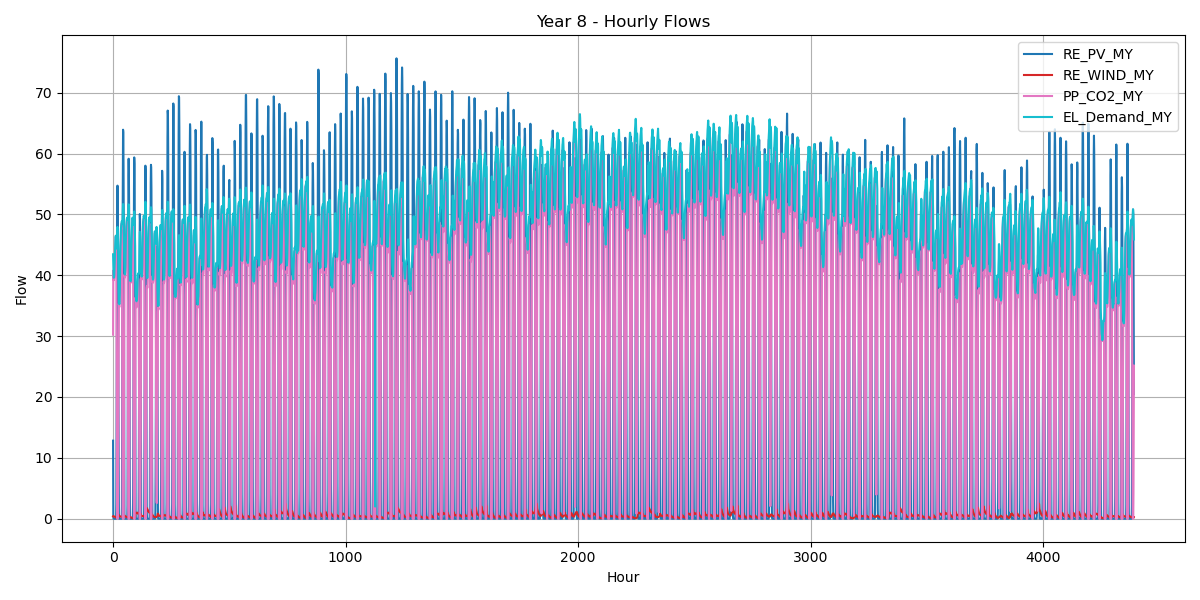 Year 8 - Hourly Flows
RE_PV_MY
RE_WIND_MY
PP_CO2_MY
EL_Demand_MY
Flow
70
60
50
40
30
20
10
0
0 1000 2000 3000 4000
Hour